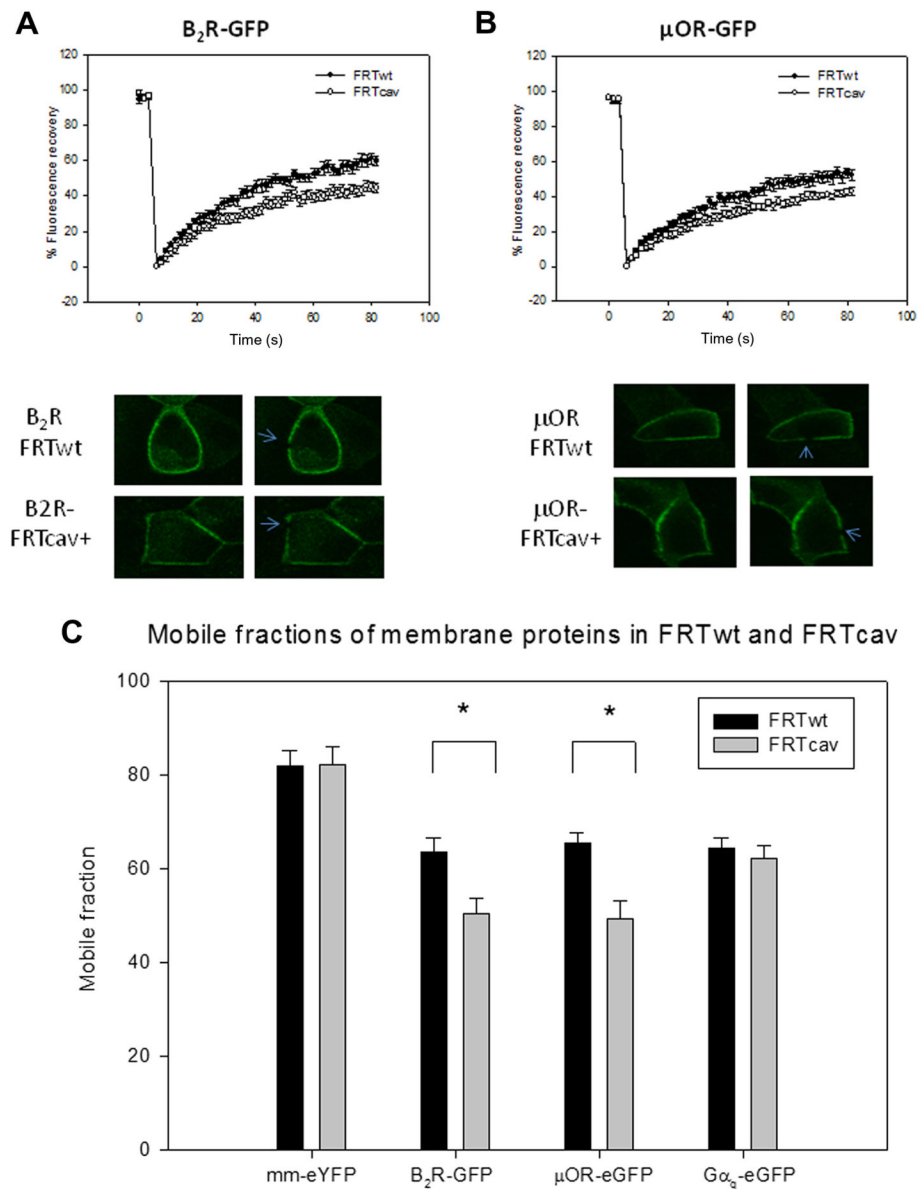 A
B₂R-GFP
120
100
80
60
40
20
0
-20
% Fluorescence recovery
FRTwt
FRTcav
0
20
40
60
80
100
Time (s)
B
μOR-GFP
120
100
80
60
40
20
0
-20
% Fluorescence recovery
FRTwt
FRTcav
0
20
40
60
80
100
Time (s)
B₂R
FRTwt
B2R-
FRTcav+
μOR
FRTwt
μOR-
FRTcav+
C
Mobile fractions of membrane proteins in FRTwt and FRTcav
100
80
60
40
20
0
Mobile fraction
*
*
FRTwt
FRTcav
mm-eYFP
B₂R-GFP
μOR-eGFP
Gα_q-eGFP